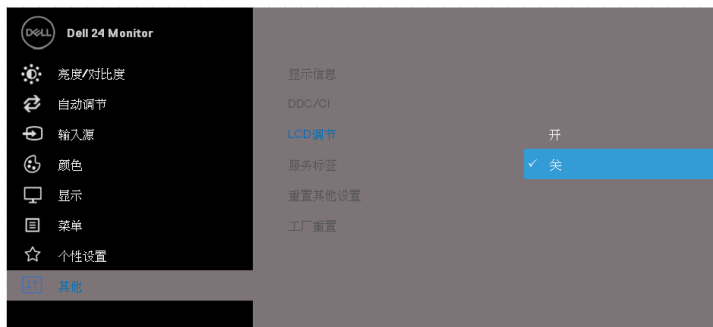 DELL Dell 24 Monitor
亮度/对比度
显示信息
自动调节
DDC/CI
输入源
LCD调节 开
颜色
服务标签 ✓ 关
显示
重置其他设置
菜单
工厂重置
个性设置
其他